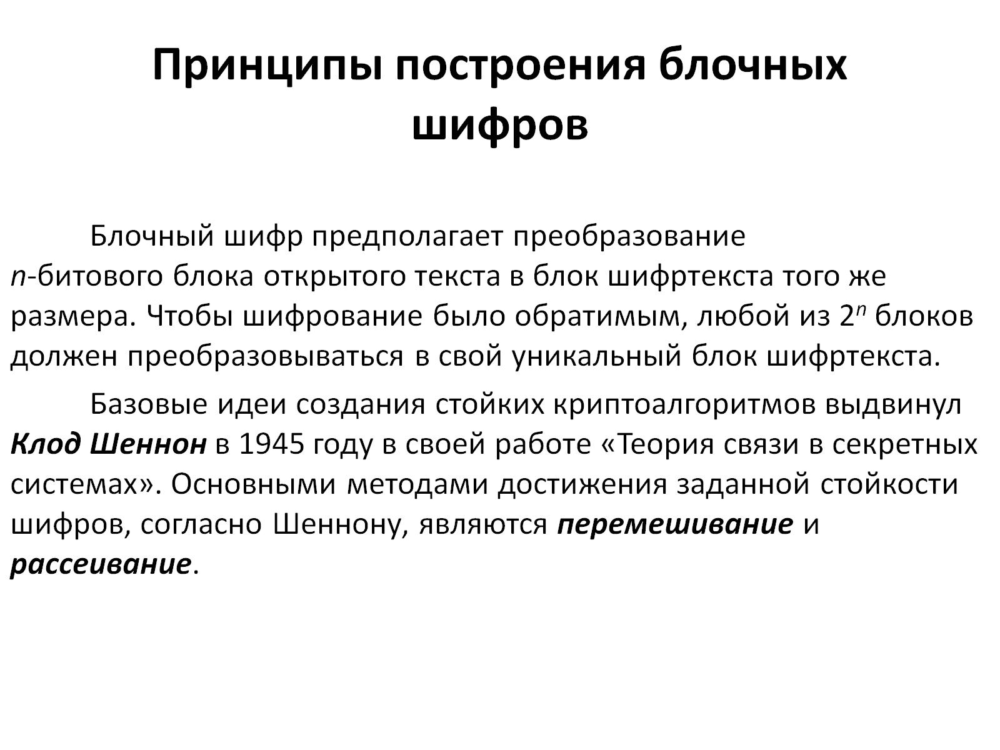 Принципы построения блочных
шифров
Блочный шифр предполагает преобразование
n-битового блока открытого текста в блок шифртекста того же
размера. Чтобы шифрование было обратимым, любой из 2ⁿ блоков
должен преобразовываться в свой уникальный блок шифртекста.
Базовые идеи создания стойких криптоалгоритмов выдвинул
Клод Шеннон в 1945 году в своей работе «Теория связи в секретных
системах». Основными методами достижения заданной стойкости
шифров, согласно Шеннону, являются перемешивание и
рассеивание.